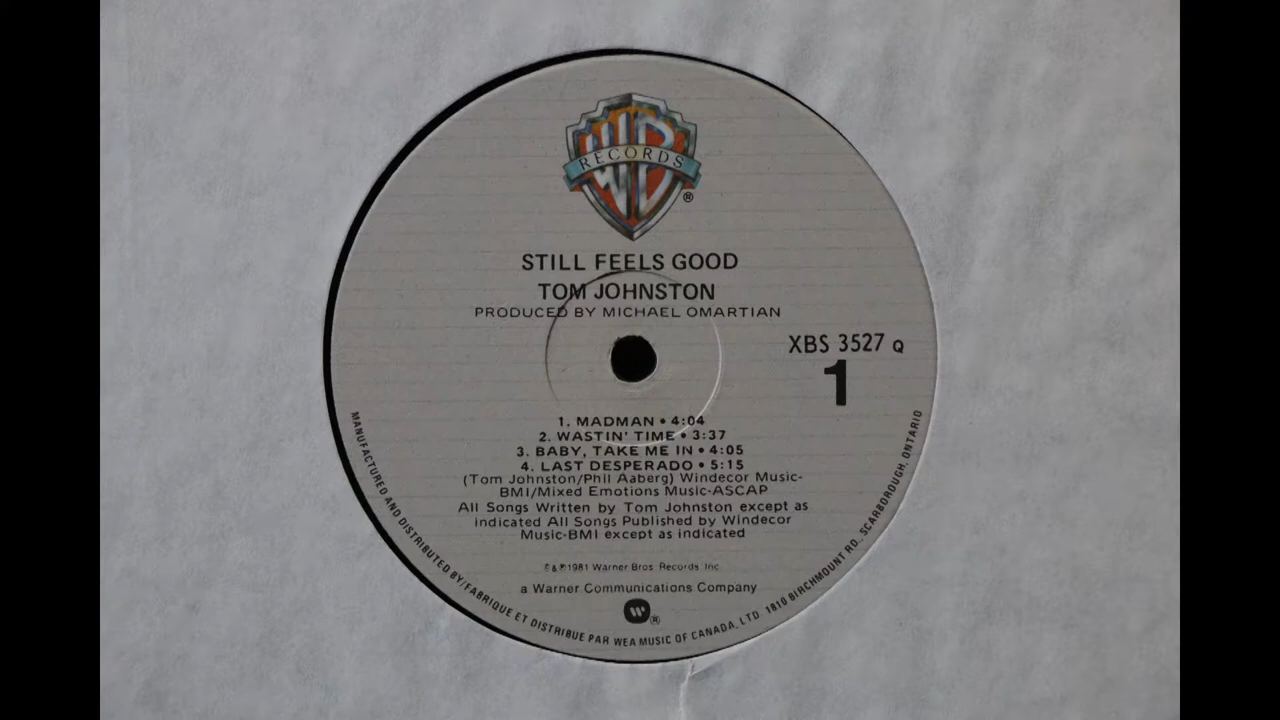 WB
RECORDS
®
STILL FEELS GOOD
TOM JOHNSTON
PRODUCED BY MICHAEL OMARTIAN
XBS 3527 Q
1
1. MADMAN • 4:04
2. WASTIN' TIME • 3:37
3. BABY, TAKE ME IN • 4:05
4. LAST DESPERADO • 5:15
(Tom Johnston/Phil Aaberg) Windecor Music-
BMI/Mixed Emotions Music-ASCAP
All Songs Written by Tom Johnston except as
indicated All Songs Published by Windecor
Music-BMI except as indicated
© & ℗ 1981 Warner Bros. Records Inc.
a Warner Communications Company
W ®
MANUFACTURED AND DISTRIBUTED BY/FABRIQUE ET DISTRIBUE PAR WEA MUSIC OF CANADA, LTD. 1810 BIRCHMOUNT RD., SCARBOROUGH, ONTARIO